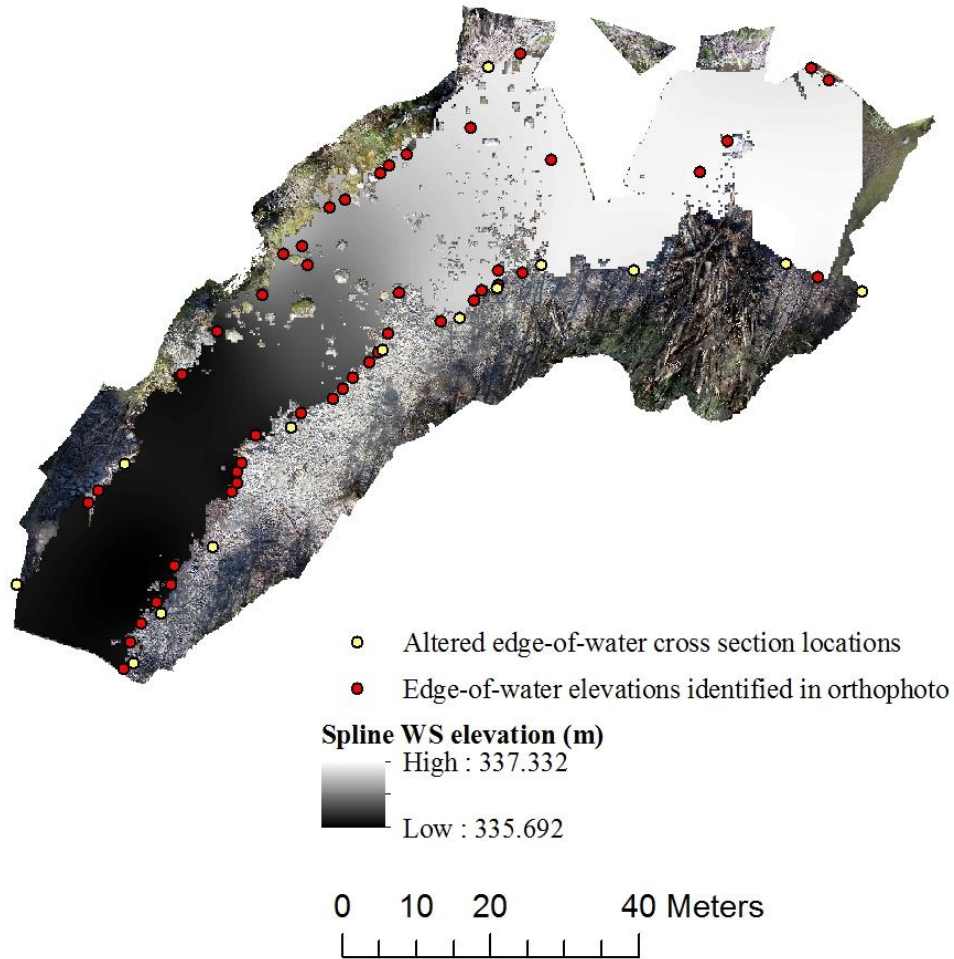 Altered edge-of-water cross section locations
Edge-of-water elevations identified in orthophoto
Spline WS elevation (m)
High : 337.332
Low : 335.692
0 10 20 40 Meters